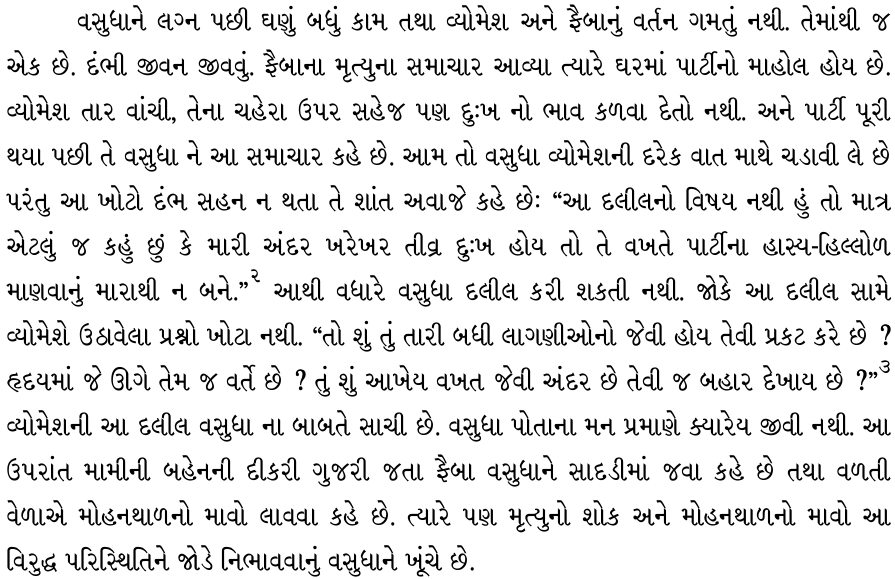 વસુધાને લગ્ન પછી ઘણું બધું કામ તથા વ્યોમેશ અને ફૈબાનું વર્તન ગમતું નથી. તેમાંથી જ
એક છે. દંભી જીવન જીવવું. ફૈબાના મૃત્યુના સમાચાર આવ્યા ત્યારે ઘરમાં પાર્ટીનો માહોલ હોય છે.
વ્યોમેશ તાર વાંચી, તેના ચહેરા ઉપર સહેજ પણ દુઃખ નો ભાવ કળવા દેતો નથી. અને પાર્ટી પૂરી
થયા પછી તે વસુધા ને આ સમાચાર કહે છે. આમ તો વસુધા વ્યોમેશની દરેક વાત માથે ચડાવી લે છે
પરંતુ આ ખોટો દંભ સહન ન થતા તે શાંત અવાજે કહે છેઃ “આ દલીલનો વિષય નથી હું તો માત્ર
એટલું જ કહું છું કે મારી અંદર ખરેખર તીવ્ર દુઃખ હોય તો તે વખતે પાર્ટીના હાસ્ય-હિલ્લોળ
માણવાનું મારાથી ન બને.”૨ આથી વધારે વસુધા દલીલ કરી શકતી નથી. જોકે આ દલીલ સામે
વ્યોમેશે ઉઠાવેલા પ્રશ્નો ખોટા નથી. “તો શું તું તારી બધી લાગણીઓનો જેવી હોય તેવી પ્રકટ કરે છે ?
હૃદયમાં જે ઊગે તેમ જ વર્તે છે ? તું શું આખેય વખત જેવી અંદર છે તેવી જ બહાર દેખાય છે ?”૩
વ્યોમેશની આ દલીલ વસુધા ના બાબતે સાચી છે. વસુધા પોતાના મન પ્રમાણે ક્યારેય જીવી નથી. આ
ઉપરાંત મામીની બહેનની દીકરી ગુજરી જતા ફૈબા વસુધાને સાદડીમાં જવા કહે છે તથા વળતી
વેળાએ મોહનથાળનો માવો લાવવા કહે છે. ત્યારે પણ મૃત્યુનો શોક અને મોહનથાળનો માવો આ
વિરુદ્ધ પરિસ્થિતિને જોડે નિભાવવાનું વસુધાને ખૂંચે છે.